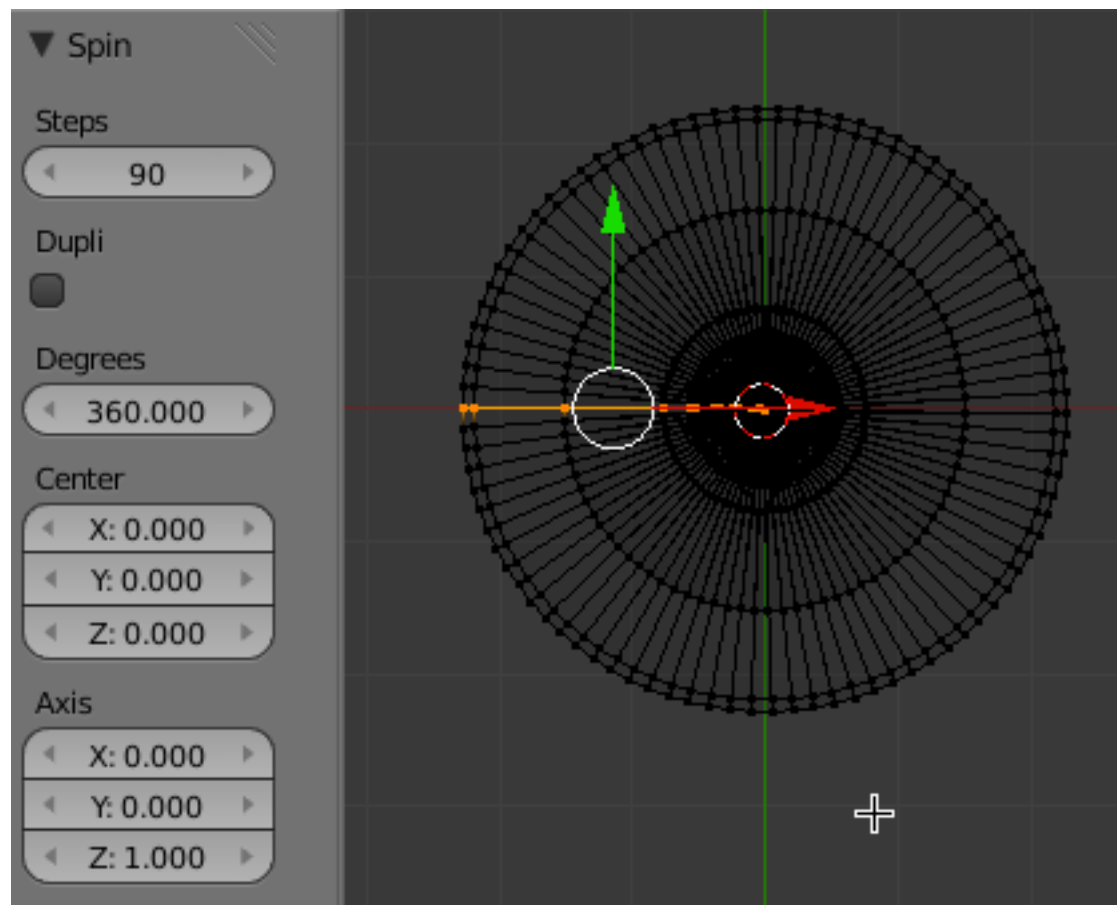 Spin
Steps
90
Dupli
Degrees
360.000
Center
X: 0.000
Y: 0.000
Z: 0.000
Axis
X: 0.000
Y: 0.000
Z: 1.000